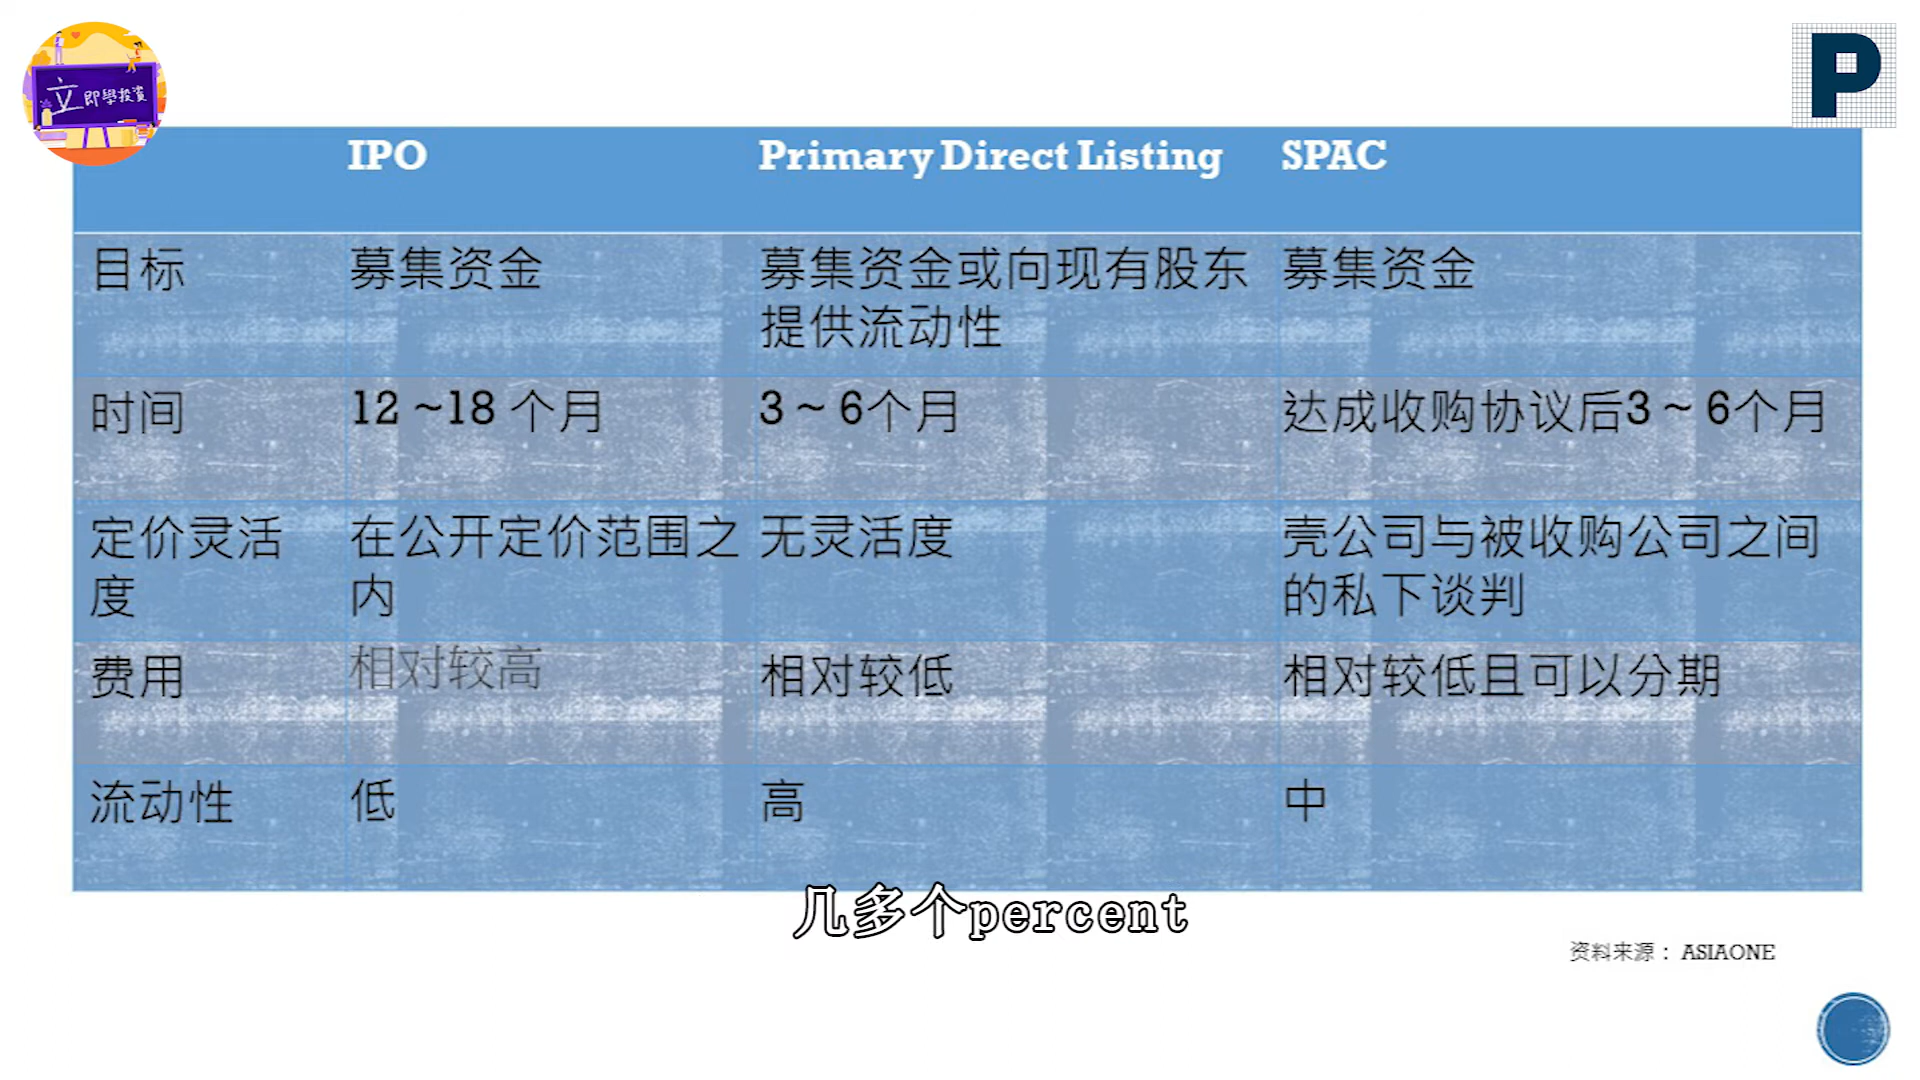 立即學投資
P
IPO
Primary Direct Listing
SPAC
目标
募集资金
募集资金或向现有股东
提供流动性
募集资金
时间
12 ~18 个月
3 ~ 6个月
达成收购协议后3 ~ 6个月
定价灵活
度
在公开定价范围之
内
无灵活度
壳公司与被收购公司之间
的私下谈判
费用
相对较高
相对较低
相对较低且可以分期
流动性
低
高
中
几多个percent
资料来源： ASIAONE